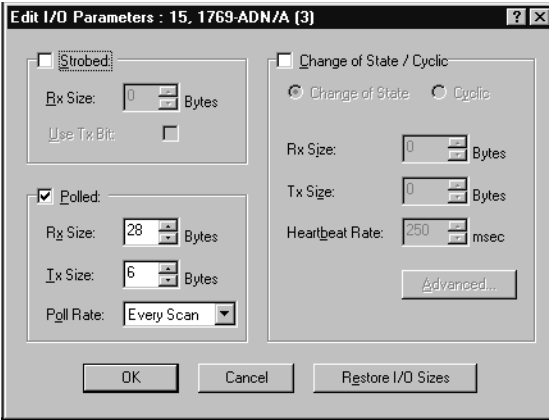 Edit I/O Parameters : 15, 1769-ADN/A (3)
Strobed:
Rx Size: 0 Bytes
Use Tx Bit:
Polled:
Rx Size: 28 Bytes
Tx Size: 6 Bytes
Poll Rate: Every Scan
Change of State / Cyclic
Change of State Cyclic
Rx Size: 0 Bytes
Tx Size: 0 Bytes
Heartbeat Rate: 250 msec
Advanced...
OK Cancel Restore I/O Sizes